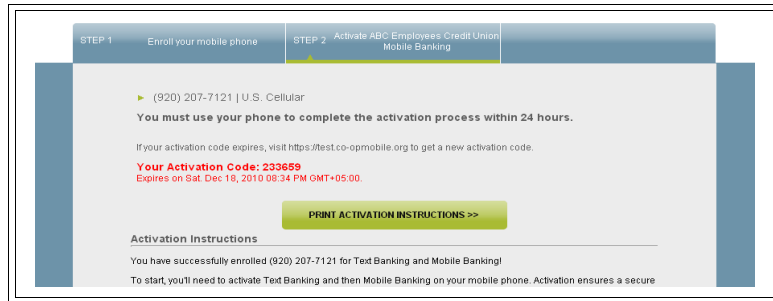 STEP 1 Enroll your mobile phone STEP 2 Activate ABC Employees Credit Union
Mobile Banking
(920) 207-7121 | U.S. Cellular
You must use your phone to complete the activation process within 24 hours.
If your activation code expires, visit https://test.co-opmobile.org to get a new activation code.
Your Activation Code: 233659
Expires on Sat. Dec 18, 2010 08:34 PM GMT+05:00.
PRINT ACTIVATION INSTRUCTIONS >>
Activation Instructions
You have successfully enrolled (920) 207-7121 for Text Banking and Mobile Banking!
To start, you'll need to activate Text Banking and then Mobile Banking on your mobile phone. Activation ensures a secure